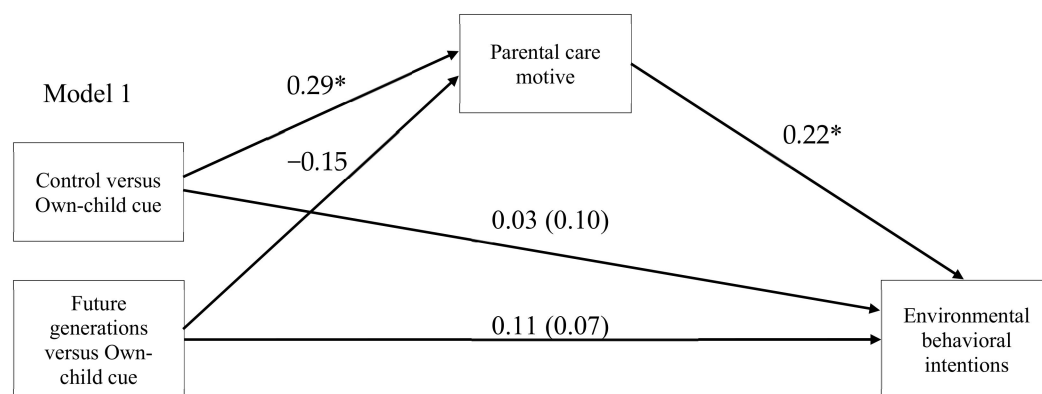 Parental care
motive
Model 1
0.29*
0.22*
−0.15
Control versus
Own-child cue
0.03 (0.10)
Future
generations
versus Own-
child cue
0.11 (0.07)
Environmental
behavioral
intentions